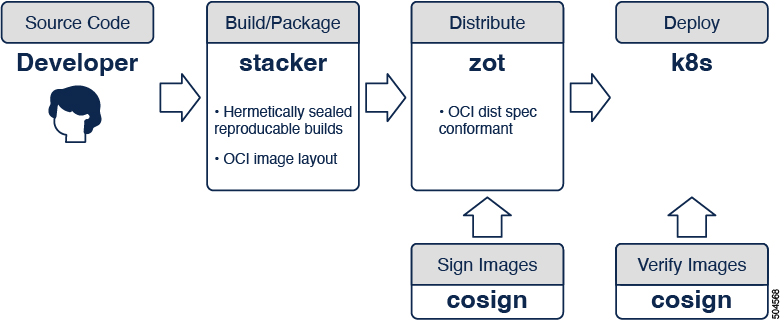 Source Code
Developer
Build/Package
stacker
• Hermetically sealed
reproducable builds
• OCI image layout
Distribute
zot
• OCI dist spec
conformant
Deploy
k8s
Sign Images
cosign
Verify Images
cosign
504568